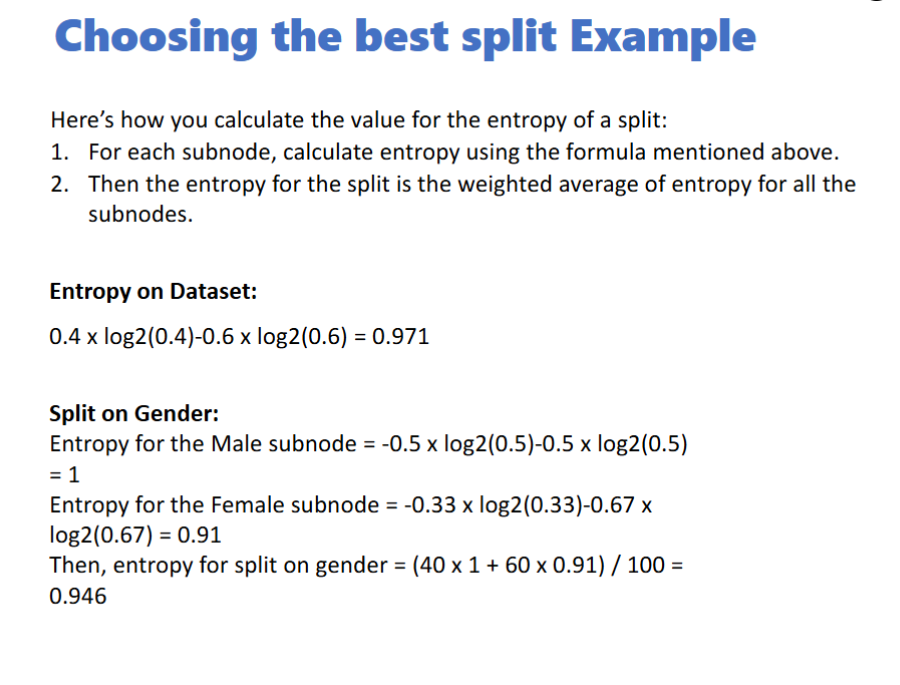 Choosing the best split Example
Here’s how you calculate the value for the entropy of a split:
1. For each subnode, calculate entropy using the formula mentioned above.
2. Then the entropy for the split is the weighted average of entropy for all the
subnodes.
Entropy on Dataset:
0.4 x log2(0.4)-0.6 x log2(0.6) = 0.971
Split on Gender:
Entropy for the Male subnode = -0.5 x log2(0.5)-0.5 x log2(0.5)
= 1
Entropy for the Female subnode = -0.33 x log2(0.33)-0.67 x
log2(0.67) = 0.91
Then, entropy for split on gender = (40 x 1 + 60 x 0.91) / 100 =
0.946